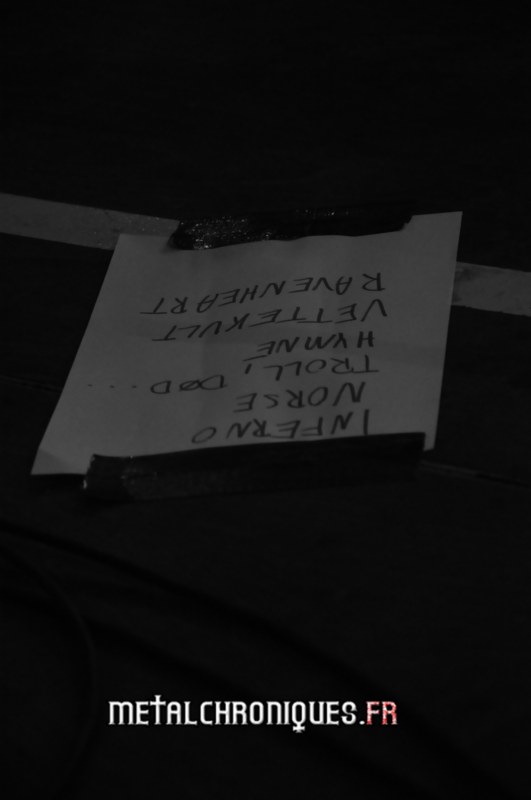 INFERNO
NORSE
TROLL, DØD....
HYMNE
VETTEKULT
RAVENHEART
METALCHRONIQUES.FR